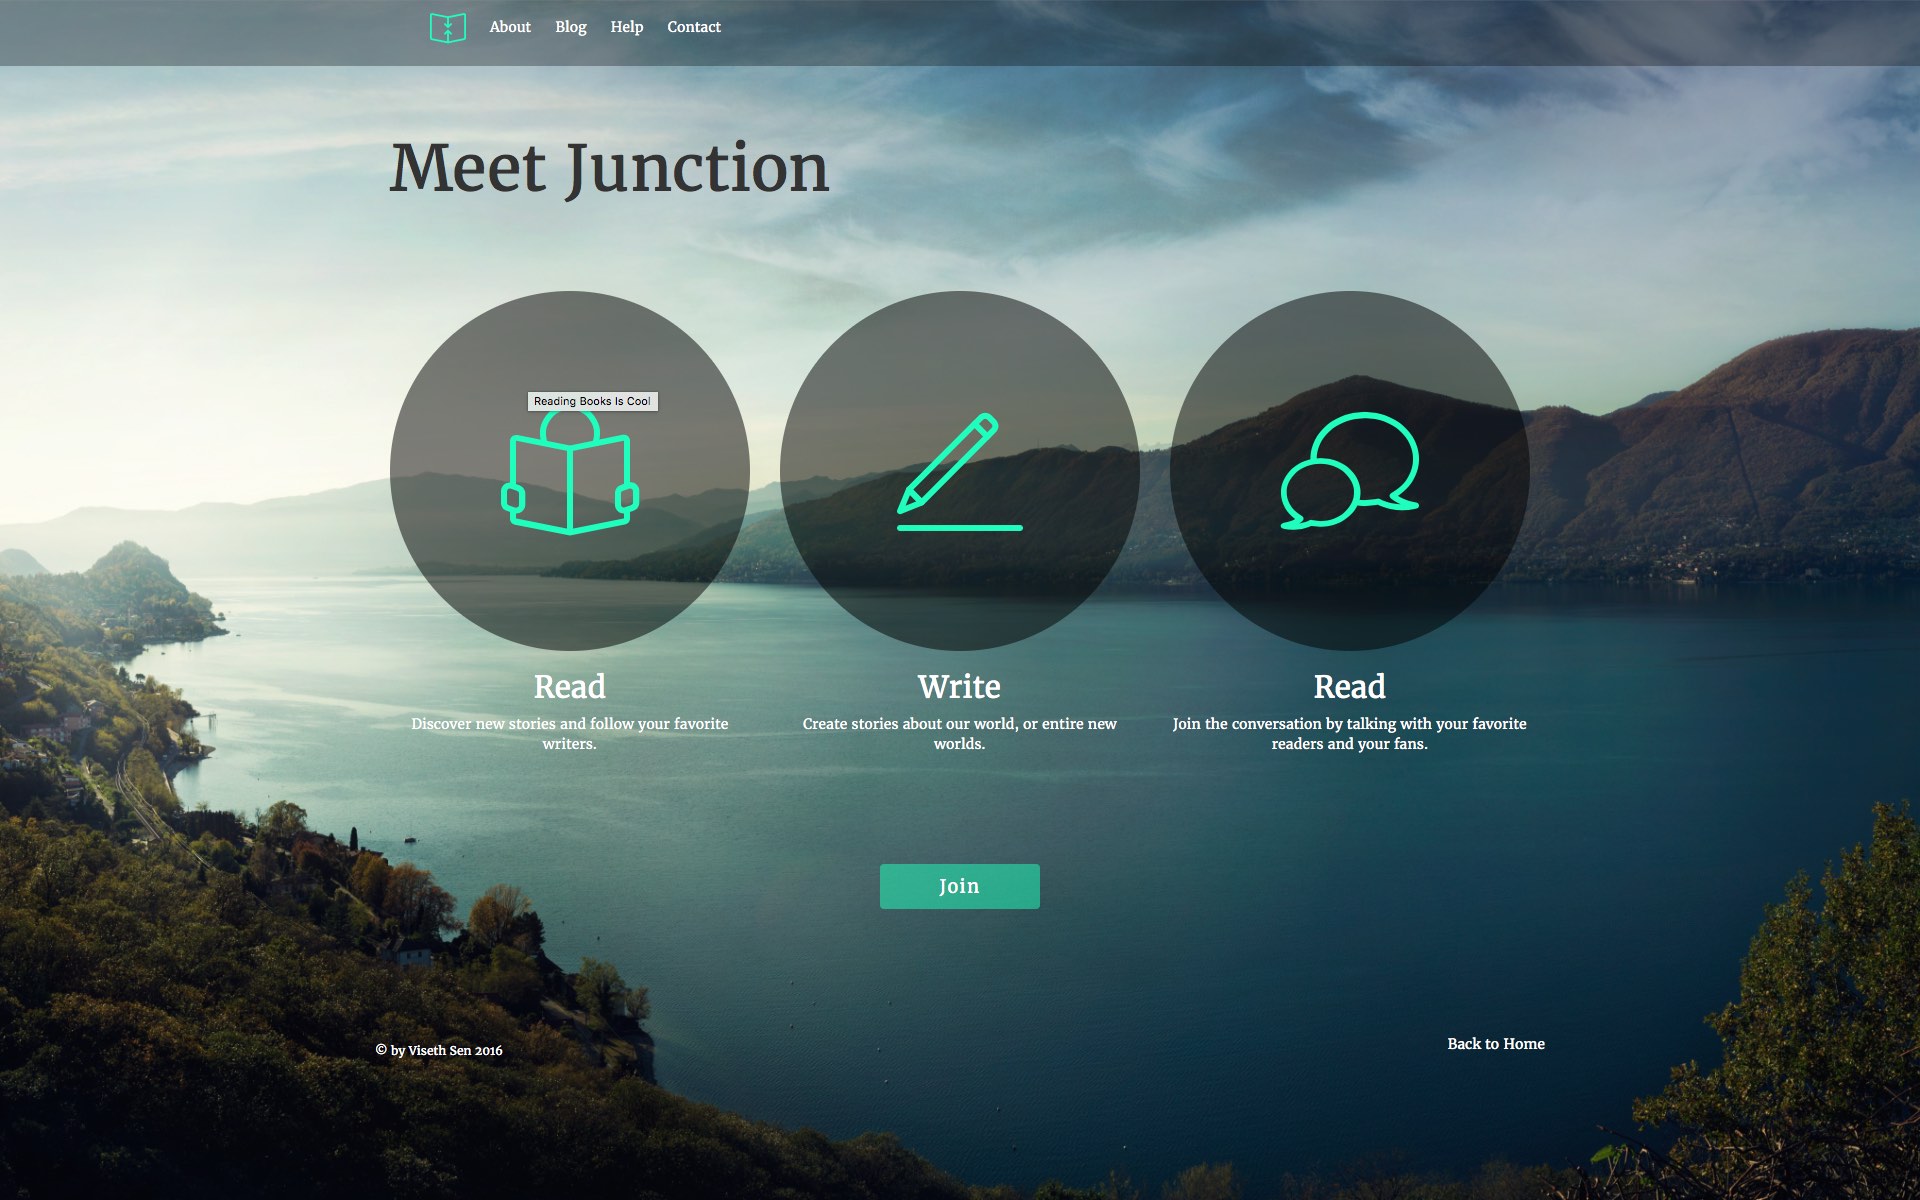 About Blog Help Contact
Meet Junction
Reading Books Is Cool
Read
Discover new stories and follow your favorite
writers.
Write
Create stories about our world, or entire new
worlds.
Read
Join the conversation by talking with your favorite
readers and your fans.
Join
© by Viseth Sen 2016
Back to Home